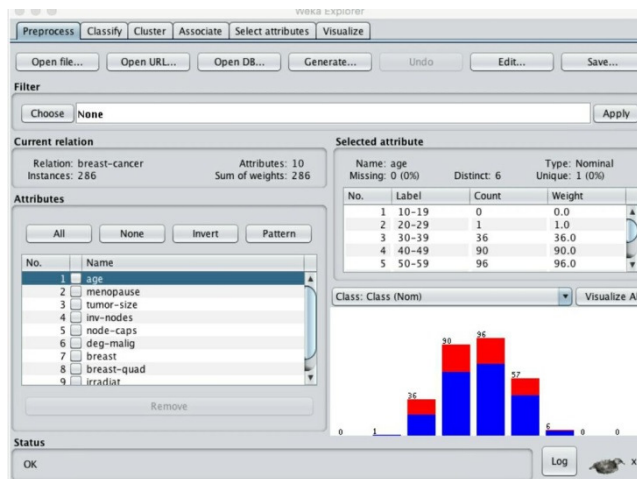 Weka Explorer
Preprocess Classify Cluster Associate Select attributes Visualize
Open file... Open URL... Open DB... Generate... Undo Edit... Save...
Filter
Choose None Apply
Current relation
Relation: breast-cancer Attributes: 10
Instances: 286 Sum of weights: 286
Attributes
All None Invert Pattern
No. Name
1 age
2 menopause
3 tumor-size
4 inv-nodes
5 node-caps
6 deg-malig
7 breast
8 breast-quad
9 irradiat
Remove
Selected attribute
Name: age Type: Nominal
Missing: 0 (0%) Distinct: 6 Unique: 1 (0%)
No. Label Count Weight
1 10-19 0 0.0
2 20-29 1 1.0
3 30-39 36 36.0
4 40-49 90 90.0
5 50-59 96 96.0
Class: Class (Nom) Visualize Al
0 1 36 90 96 57 6 0 0
Status
OK Log x